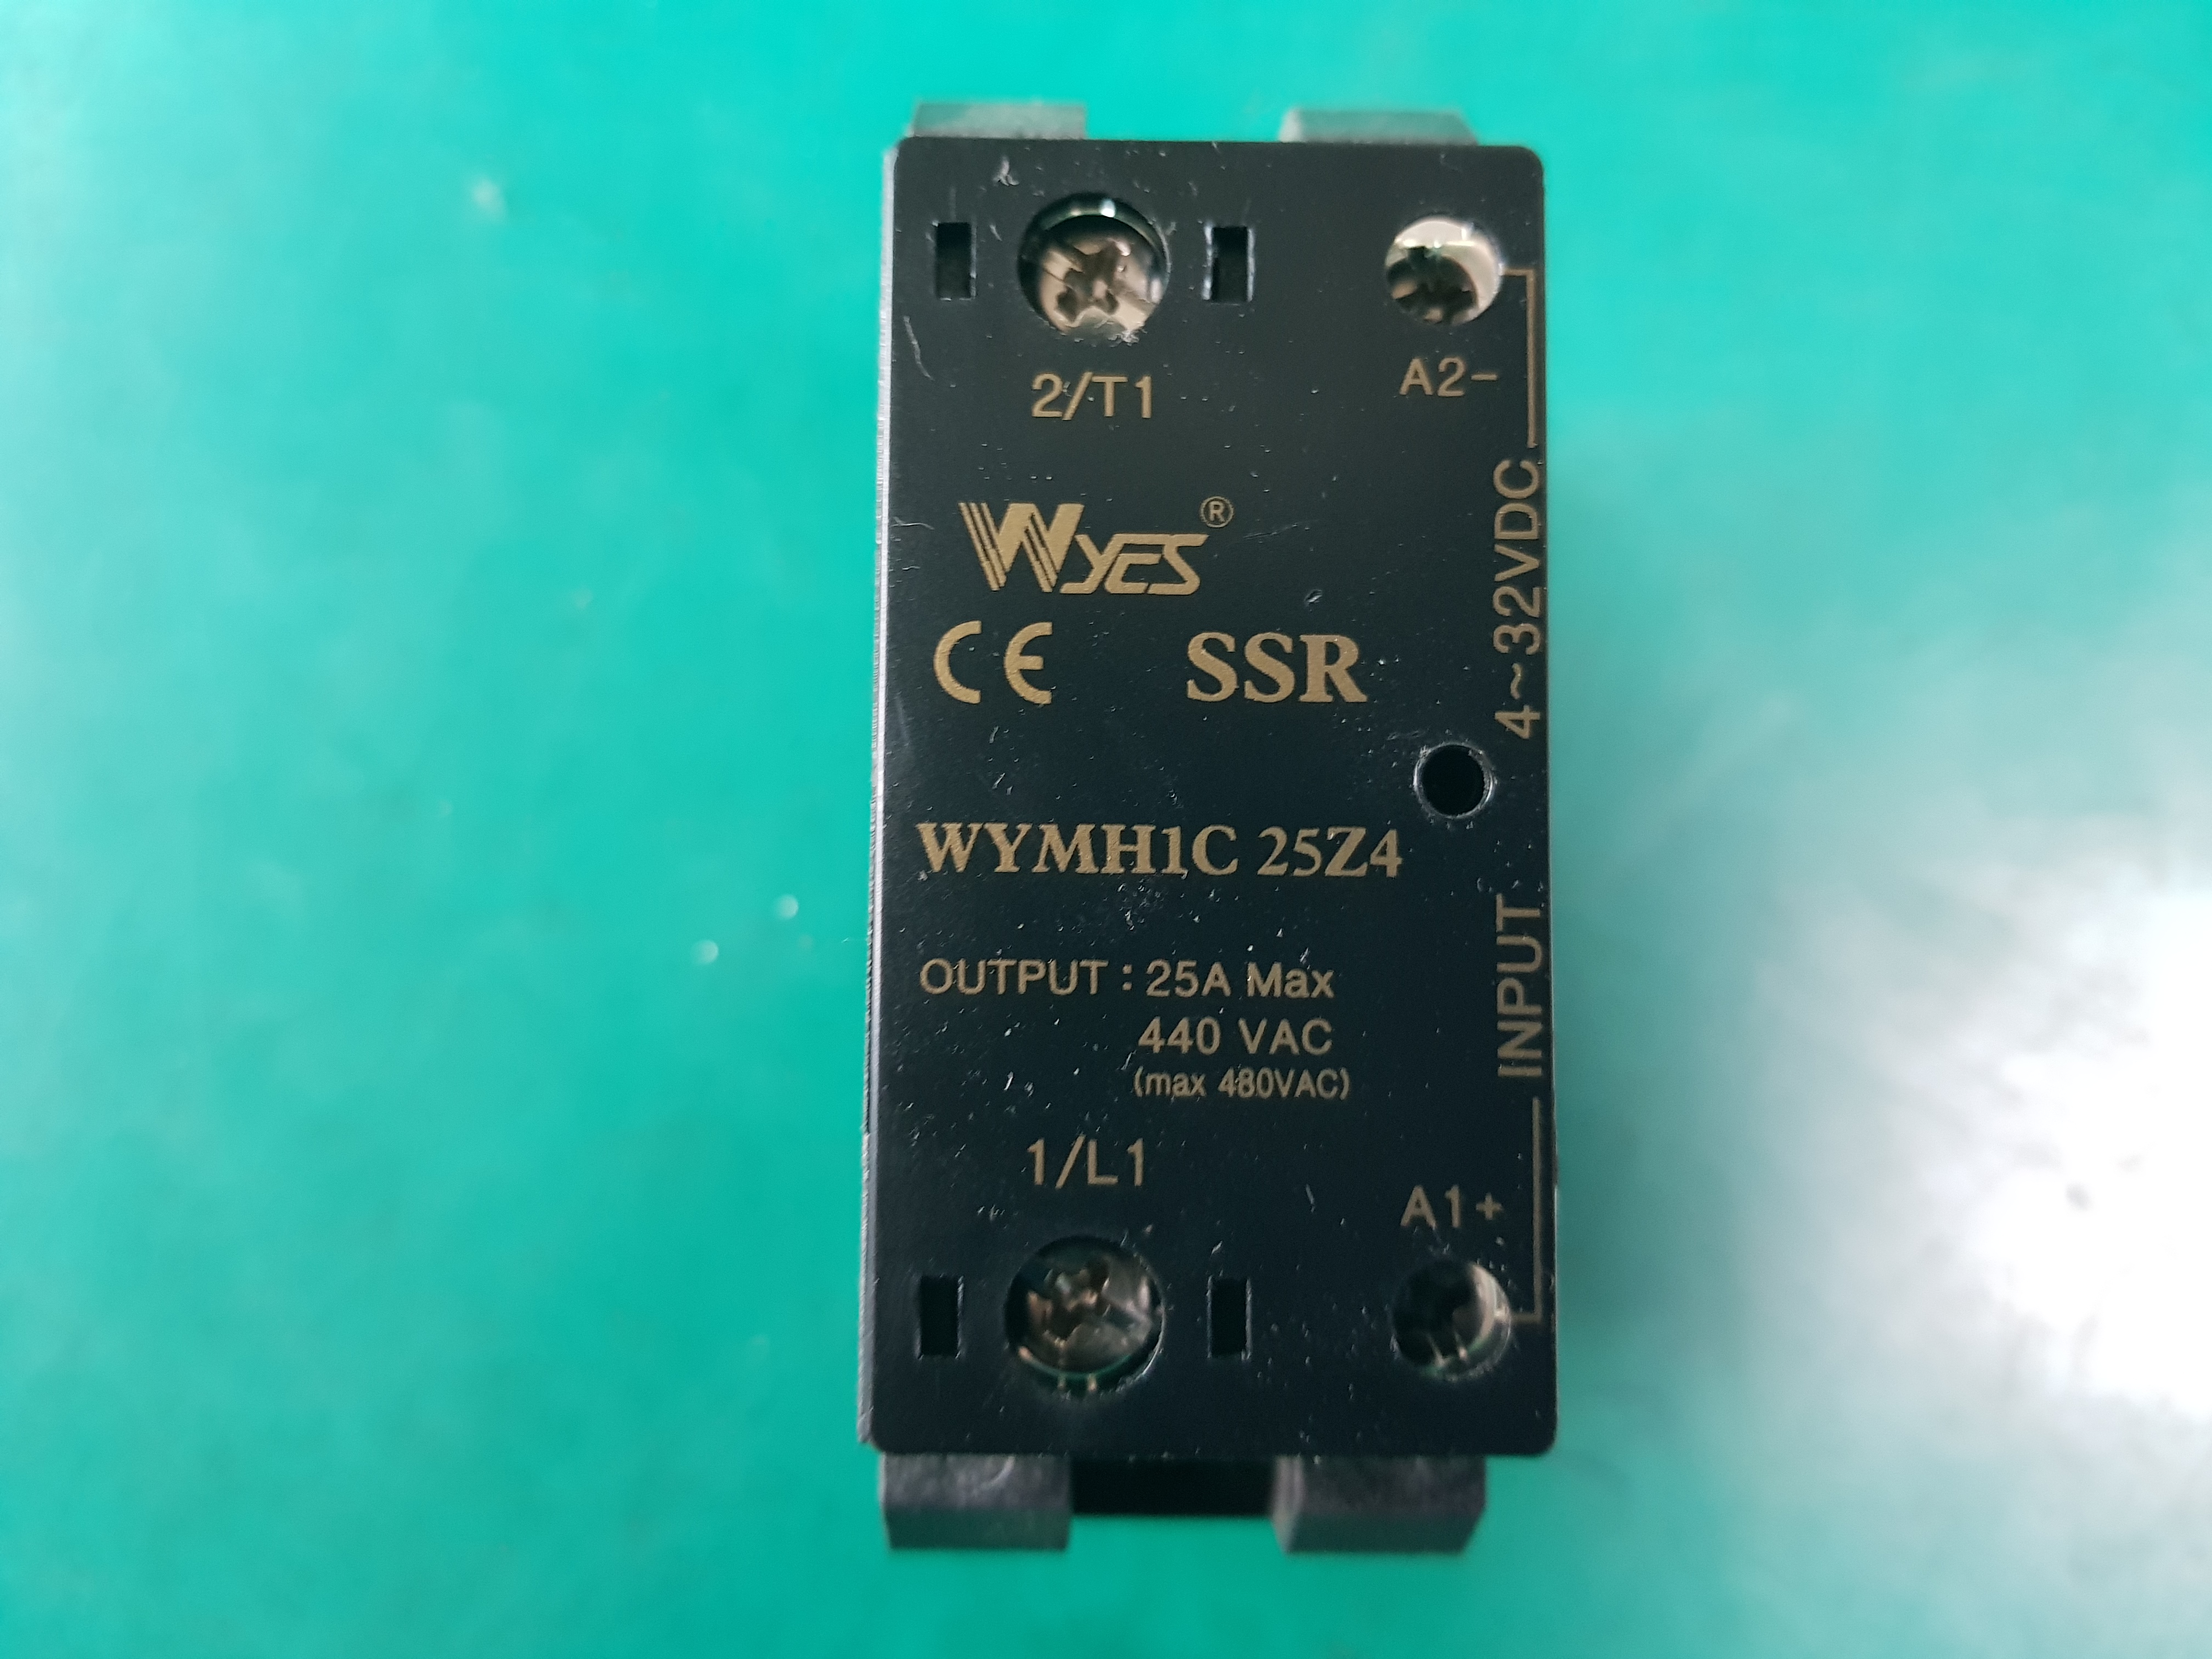 2/T1
A2-
WYES®
CE SSR
WYMH1C 25Z4
OUTPUT : 25A Max
440 VAC
(max 480VAC)
1/L1
A1+
INPUT 4~32VDC